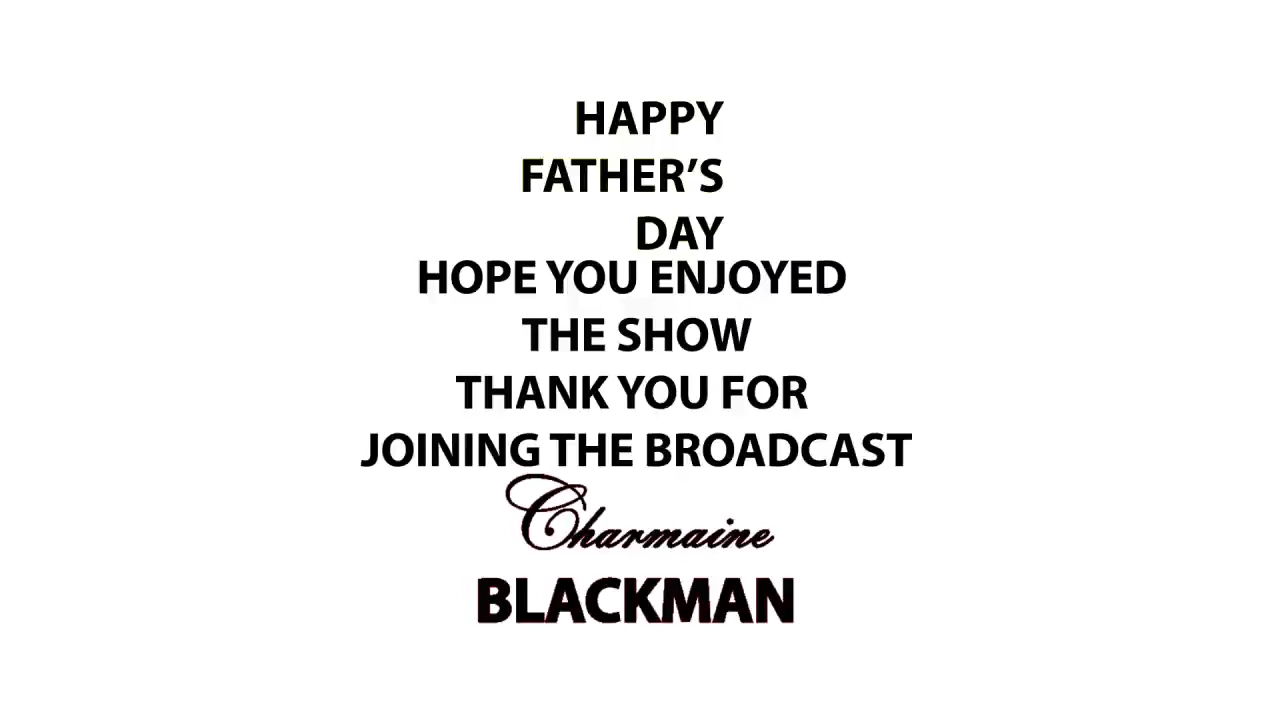 HAPPY
FATHER’S
DAY
HOPE YOU ENJOYED
THE SHOW
THANK YOU FOR
JOINING THE BROADCAST
Charmaine
BLACKMAN